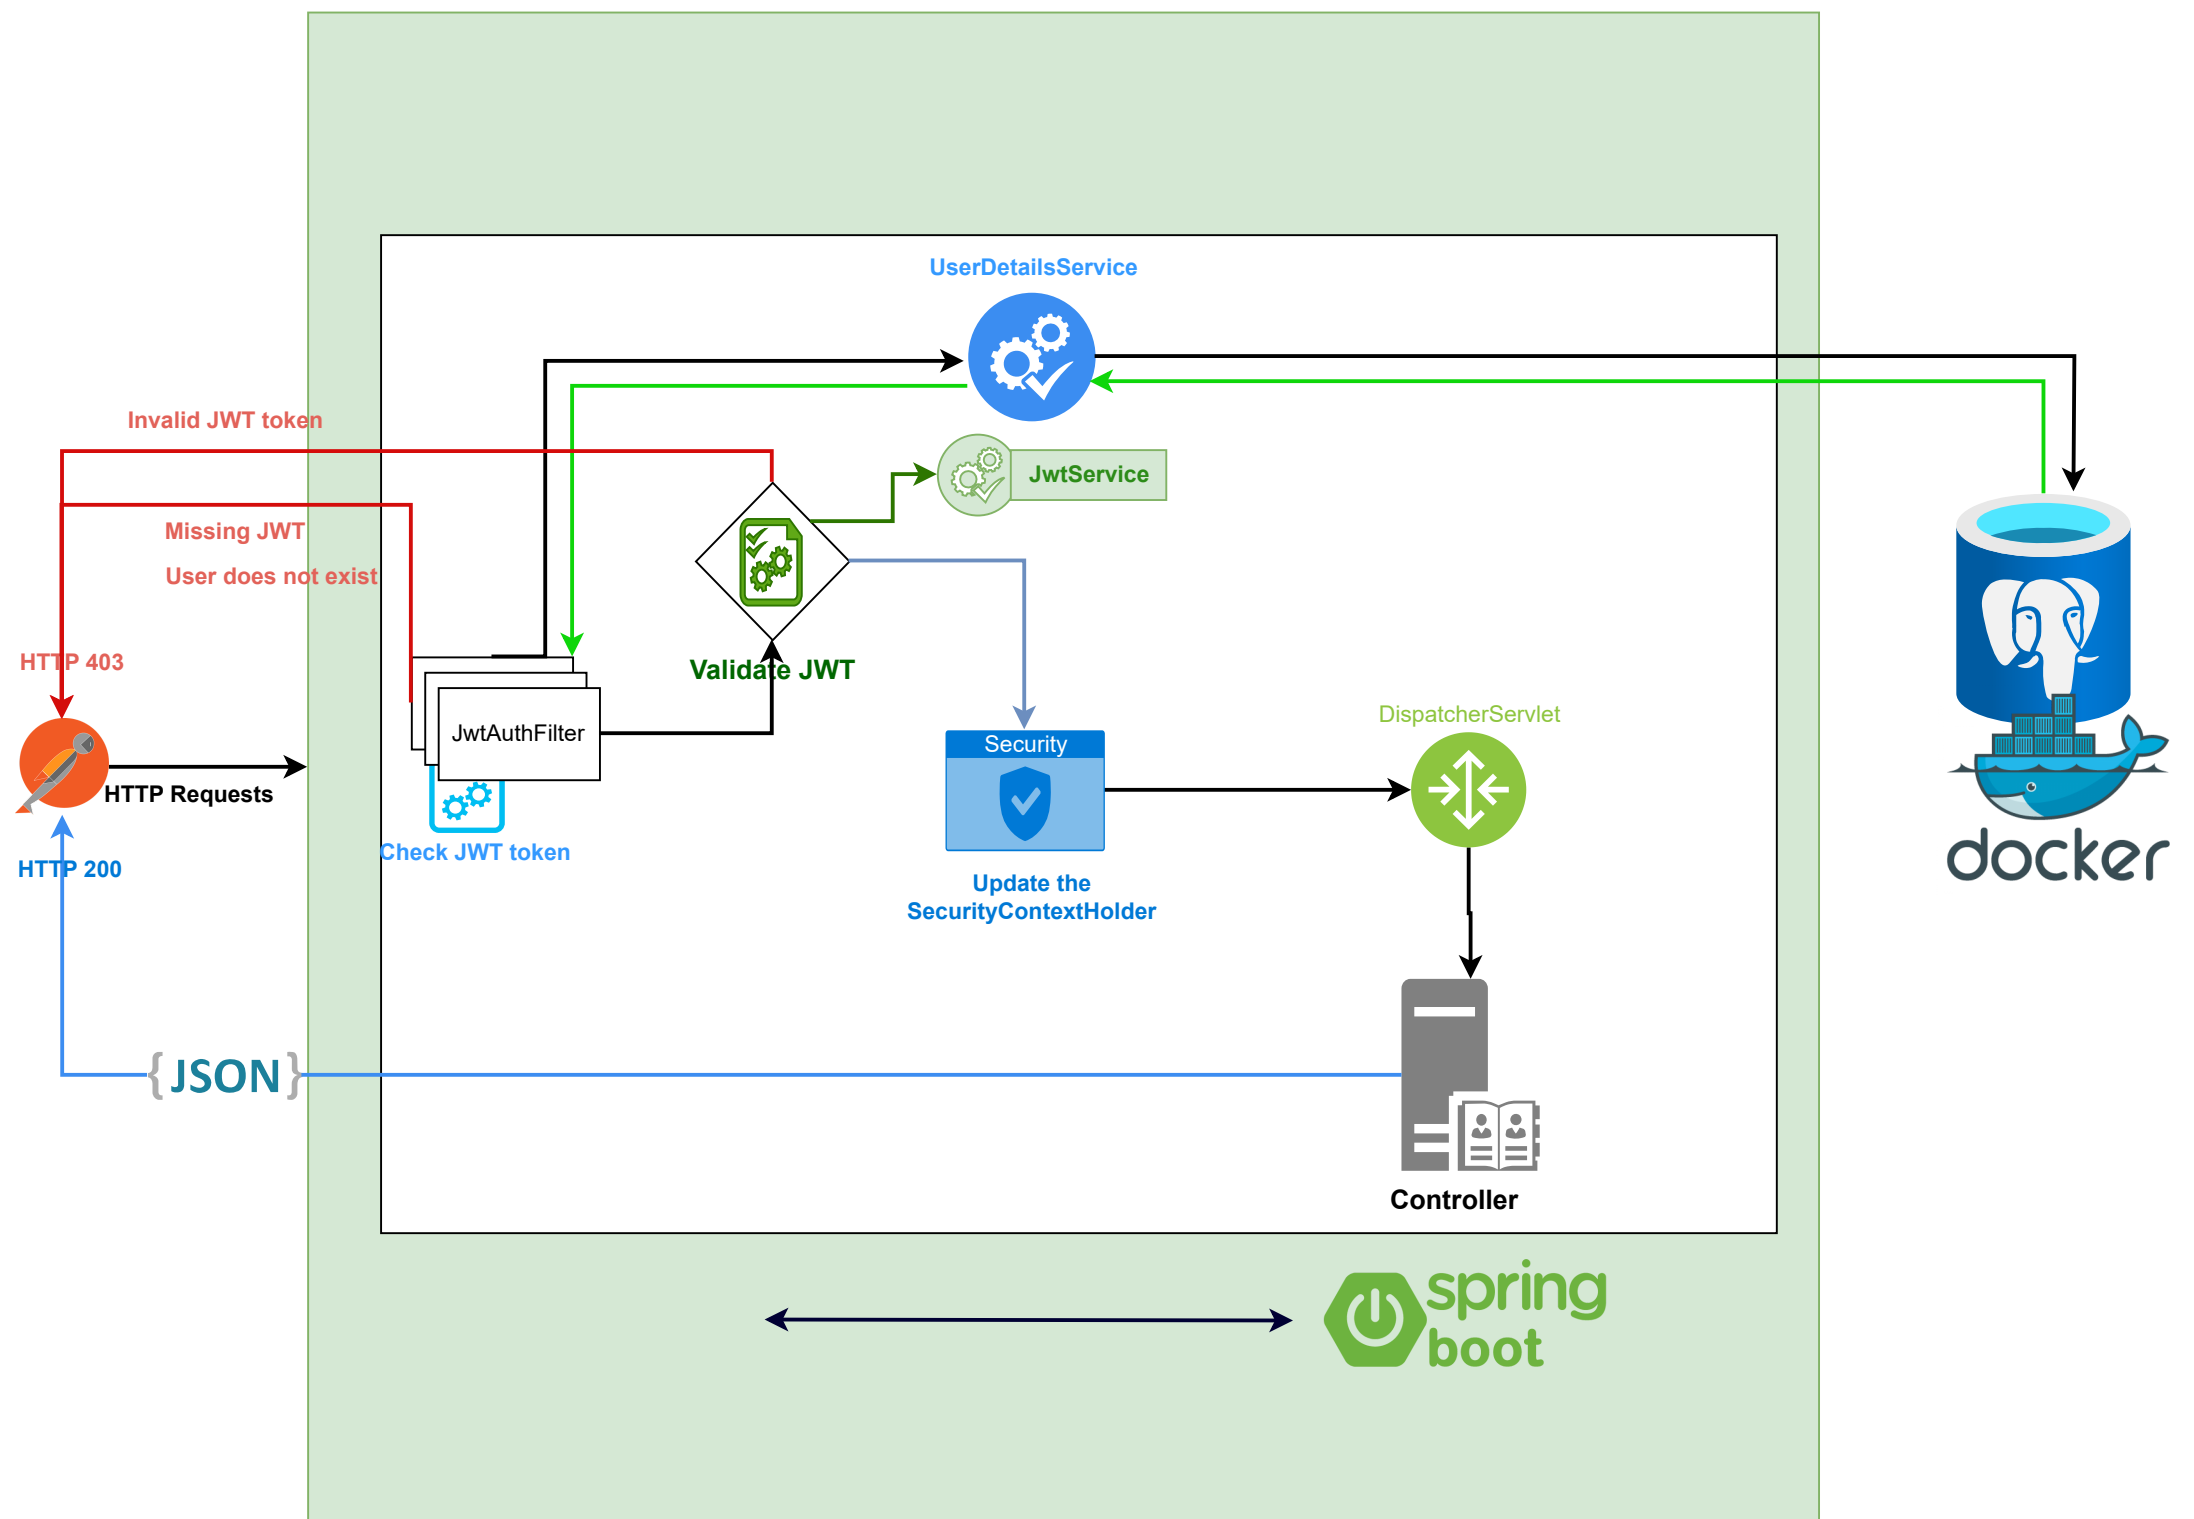 UserDetailsService
Invalid JWT token
JwtService
Missing JWT
User does not exist
HTTP 403
Validate JWT
JwtAuthFilter
DispatcherServlet
Security
HTTP Requests
Check JWT token
HTTP 200
Update the
SecurityContextHolder
docker
{JSON}
Controller
spring
boot